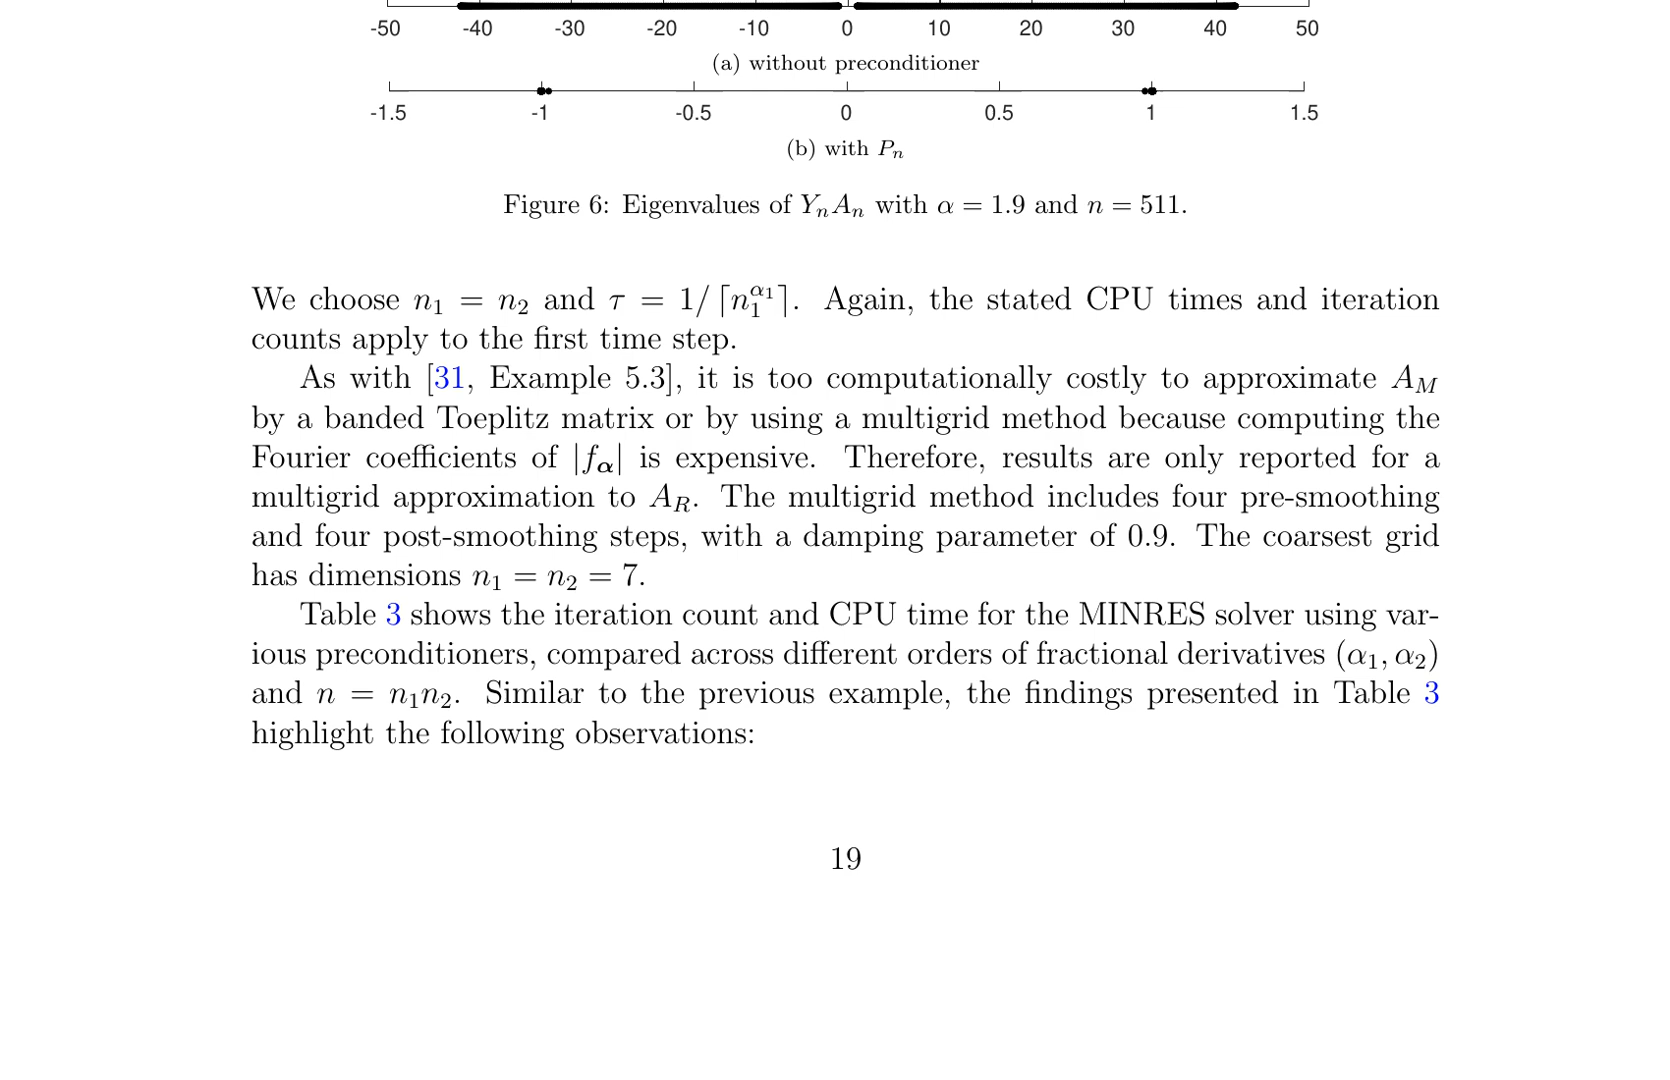 -50 -40 -30 -20 -10 0 10 20 30 40 50
(a) without preconditioner
-1.5 -1 -0.5 0 0.5 1 1.5
(b) with Pₙ
Figure 6: Eigenvalues of YₙAₙ with α = 1.9 and n = 511.
We choose n₁ = n₂ and τ = 1/⌈n₁^{α₁}⌉. Again, the stated CPU times and iteration
counts apply to the first time step.
As with [31, Example 5.3], it is too computationally costly to approximate A_M
by a banded Toeplitz matrix or by using a multigrid method because computing the
Fourier coefficients of |f_𝜶| is expensive. Therefore, results are only reported for a
multigrid approximation to A_R. The multigrid method includes four pre-smoothing
and four post-smoothing steps, with a damping parameter of 0.9. The coarsest grid
has dimensions n₁ = n₂ = 7.
Table 3 shows the iteration count and CPU time for the MINRES solver using var-
ious preconditioners, compared across different orders of fractional derivatives (α₁, α₂)
and n = n₁n₂. Similar to the previous example, the findings presented in Table 3
highlight the following observations:
19